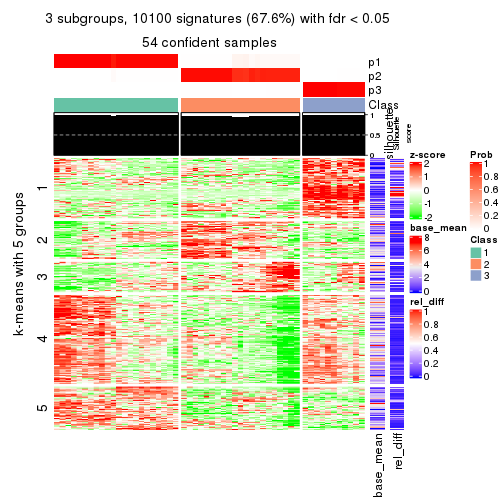 3 subgroups, 10100 signatures (67.6%) with fdr < 0.05
54 confident samples
p1
p2
p3
Class
1
0.5
0
silhouette
Silhouette
score
k-means with 5 groups
1
2
3
4
5
base_mean
rel_diff
z-score
2
1
0
-1
-2
base_mean
8
6
4
2
0
rel_diff
1
0.8
0.6
0.4
0.2
0
Prob
1
0.8
0.6
0.4
0.2
0
Class
1
2
3